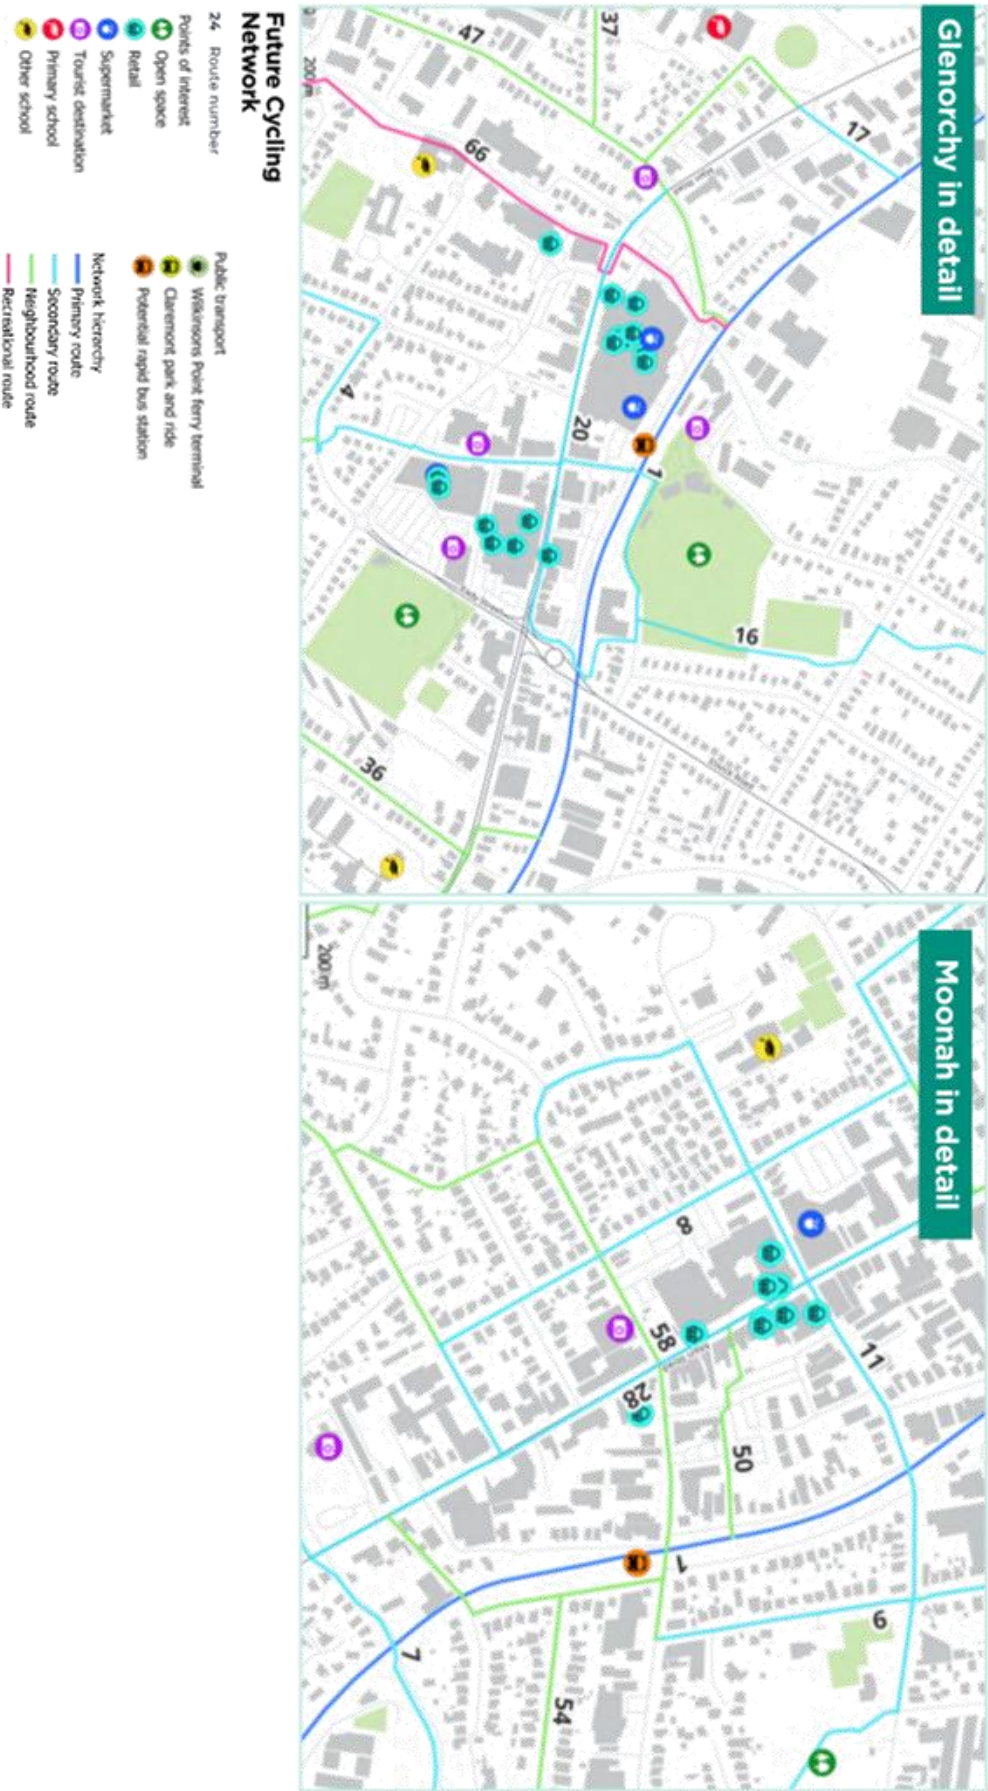 Glenorchy in detail
37
47
17
66
20
4
1
16
36
200 m
Moonah in detail
8
58
28
11
50
1
6
7
54
200 m
Future Cycling
Network
24 Route number
Points of interest
Open space
Retail
Supermarket
Tourist destination
Primary school
Other school
Public transport
Wilkinsons Point ferry terminal
Claremont park and ride
Potential rapid bus station
Network hierarchy
Primary route
Secondary route
Neighbourhood route
Recreational route